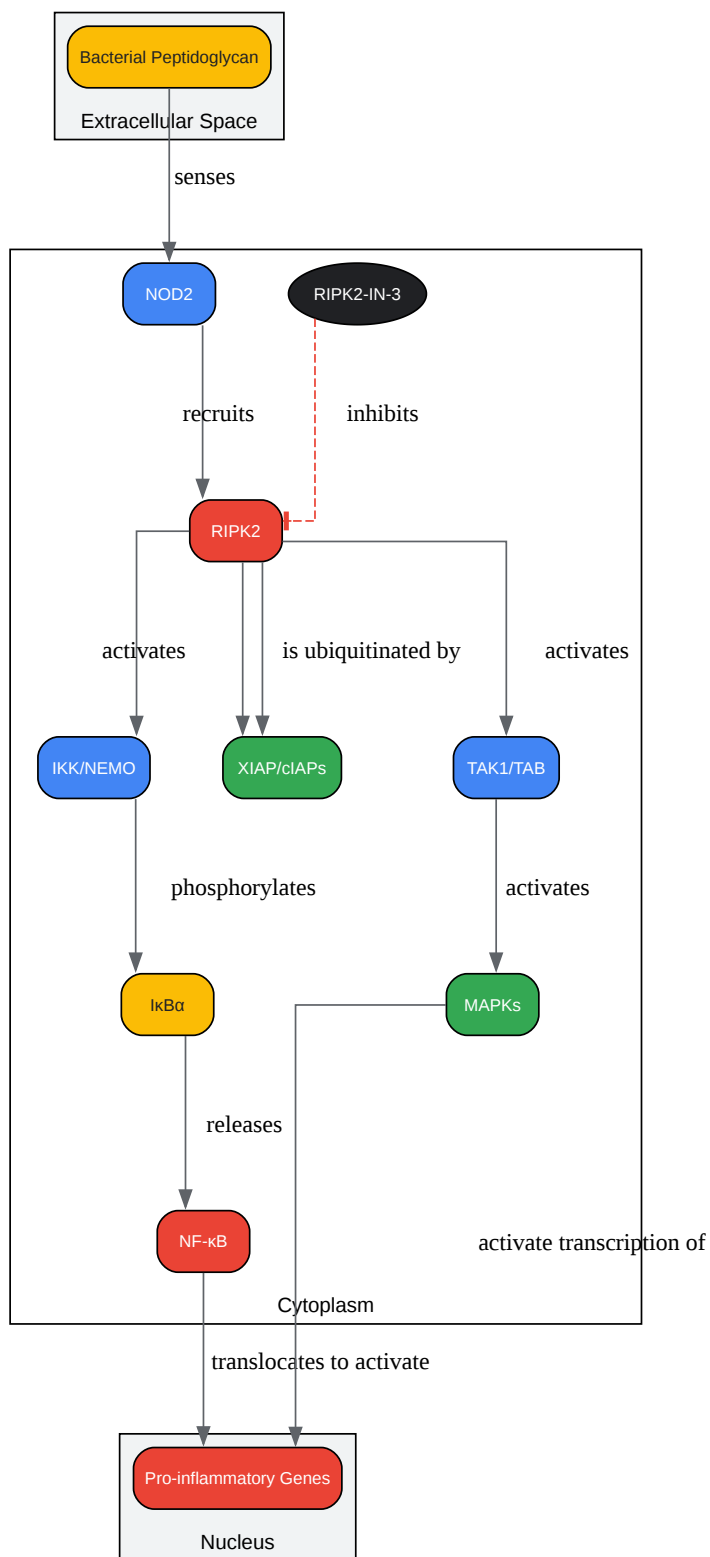 Bacterial Peptidoglycan
Extracellular Space
senses
NOD2
RIPK2-IN-3
recruits
inhibits
RIPK2
activates
is ubiquitinated by
activates
IKK/NEMO
XIAP/cIAPs
TAK1/TAB
phosphorylates
activates
IκBα
MAPKs
releases
NF-κB
activate transcription of
Cytoplasm
translocates to activate
Pro-inflammatory Genes
Nucleus